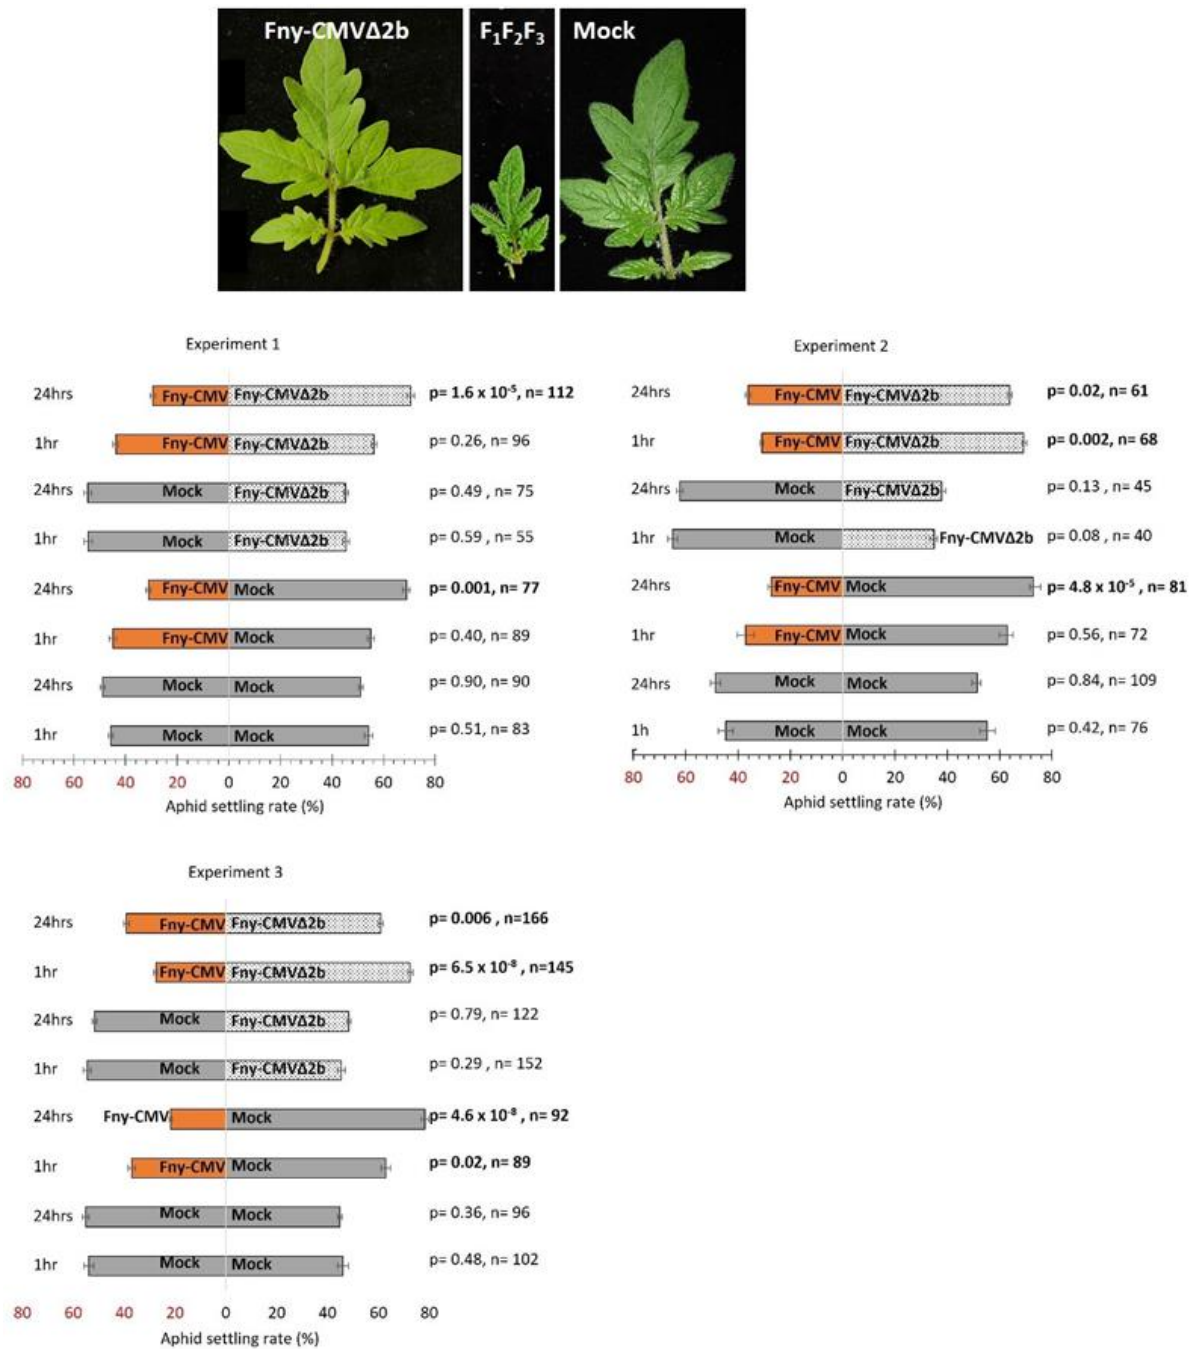 Fny-CMVΔ2b F₁F₂F₃ Mock
Experiment 1
24hrs Fny-CMV Fny-CMVΔ2b p= 1.6 x 10⁻⁵, n= 112
1hr Fny-CMV Fny-CMVΔ2b p= 0.26, n= 96
24hrs Mock Fny-CMVΔ2b p= 0.49 , n= 75
1hr Mock Fny-CMVΔ2b p= 0.59 , n= 55
24hrs Fny-CMV Mock p= 0.001, n= 77
1hr Fny-CMV Mock p= 0.40, n= 89
24hrs Mock Mock p= 0.90, n= 90
1hr Mock Mock p= 0.51, n= 83
80 60 40 20 0 20 40 60 80
Aphid settling rate (%)
Experiment 2
24hrs Fny-CMV Fny-CMVΔ2b p= 0.02, n= 61
1hr Fny-CMV Fny-CMVΔ2b p= 0.002, n= 68
24hrs Mock Fny-CMVΔ2b p= 0.13 , n= 45
1hr Mock Fny-CMVΔ2b p= 0.08 , n= 40
24hrs Fny-CMV Mock p= 4.8 x 10⁻⁵ , n= 81
1hr Fny-CMV Mock p= 0.56, n= 72
24hrs Mock Mock p= 0.84, n= 109
1h Mock Mock p= 0.42, n= 76
80 60 40 20 0 20 40 60 80
Aphid settling rate (%)
Experiment 3
24hrs Fny-CMV Fny-CMVΔ2b p= 0.006 , n=166
1hr Fny-CMV Fny-CMVΔ2b p= 6.5 x 10⁻⁸ , n=145
24hrs Mock Fny-CMVΔ2b p= 0.79, n= 122
1hr Mock Fny-CMVΔ2b p= 0.29 , n= 152
24hrs Fny-CMV Mock p= 4.6 x 10⁻⁸ , n= 92
1hr Fny-CMV Mock p= 0.02, n= 89
24hrs Mock Mock p= 0.36, n= 96
1hr Mock Mock p= 0.48, n= 102
80 60 40 20 0 20 40 60 80
Aphid settling rate (%)